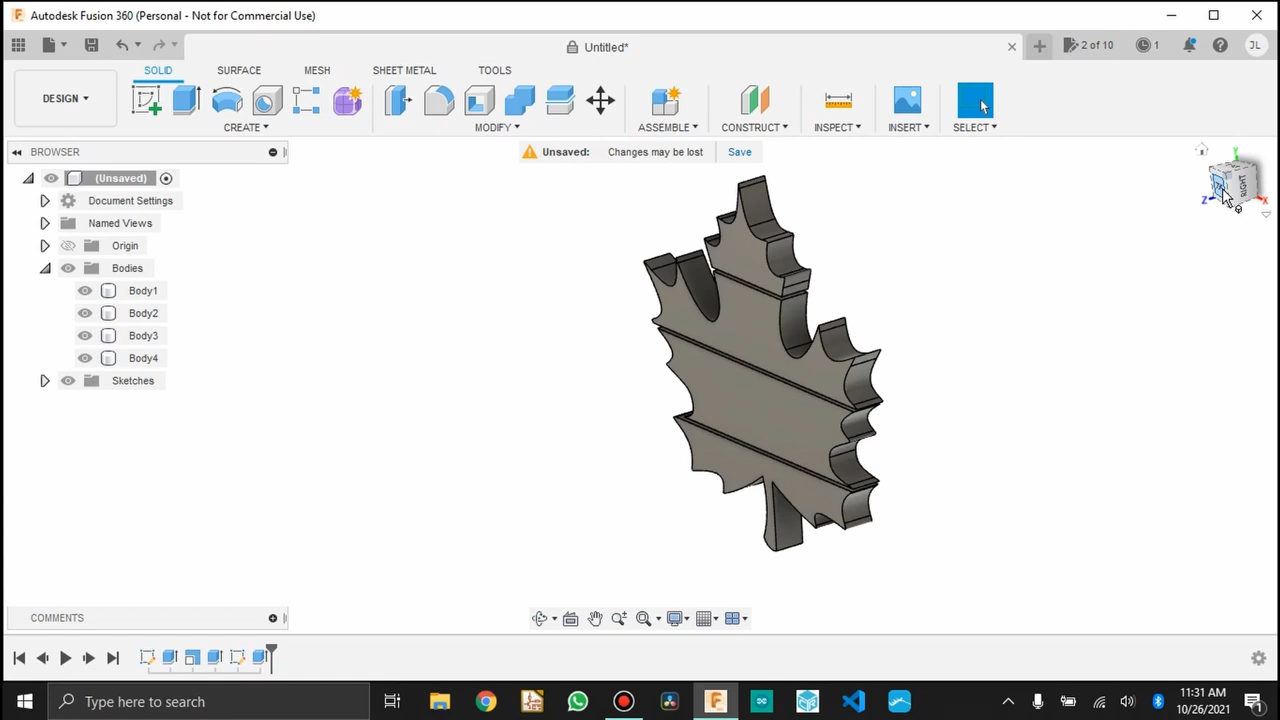 Autodesk Fusion 360 (Personal - Not for Commercial Use)
Untitled*
2 of 10
1
JL
DESIGN
SOLID
SURFACE
MESH
SHEET METAL
TOOLS
CREATE
MODIFY
ASSEMBLE
CONSTRUCT
INSPECT
INSERT
SELECT
BROWSER
Unsaved:
Changes may be lost
Save
(Unsaved)
Document Settings
Named Views
Origin
Bodies
Body1
Body2
Body3
Body4
Sketches
Y
RIGHT
Z
X
COMMENTS
Type here to search
11:31 AM
10/26/2021
1